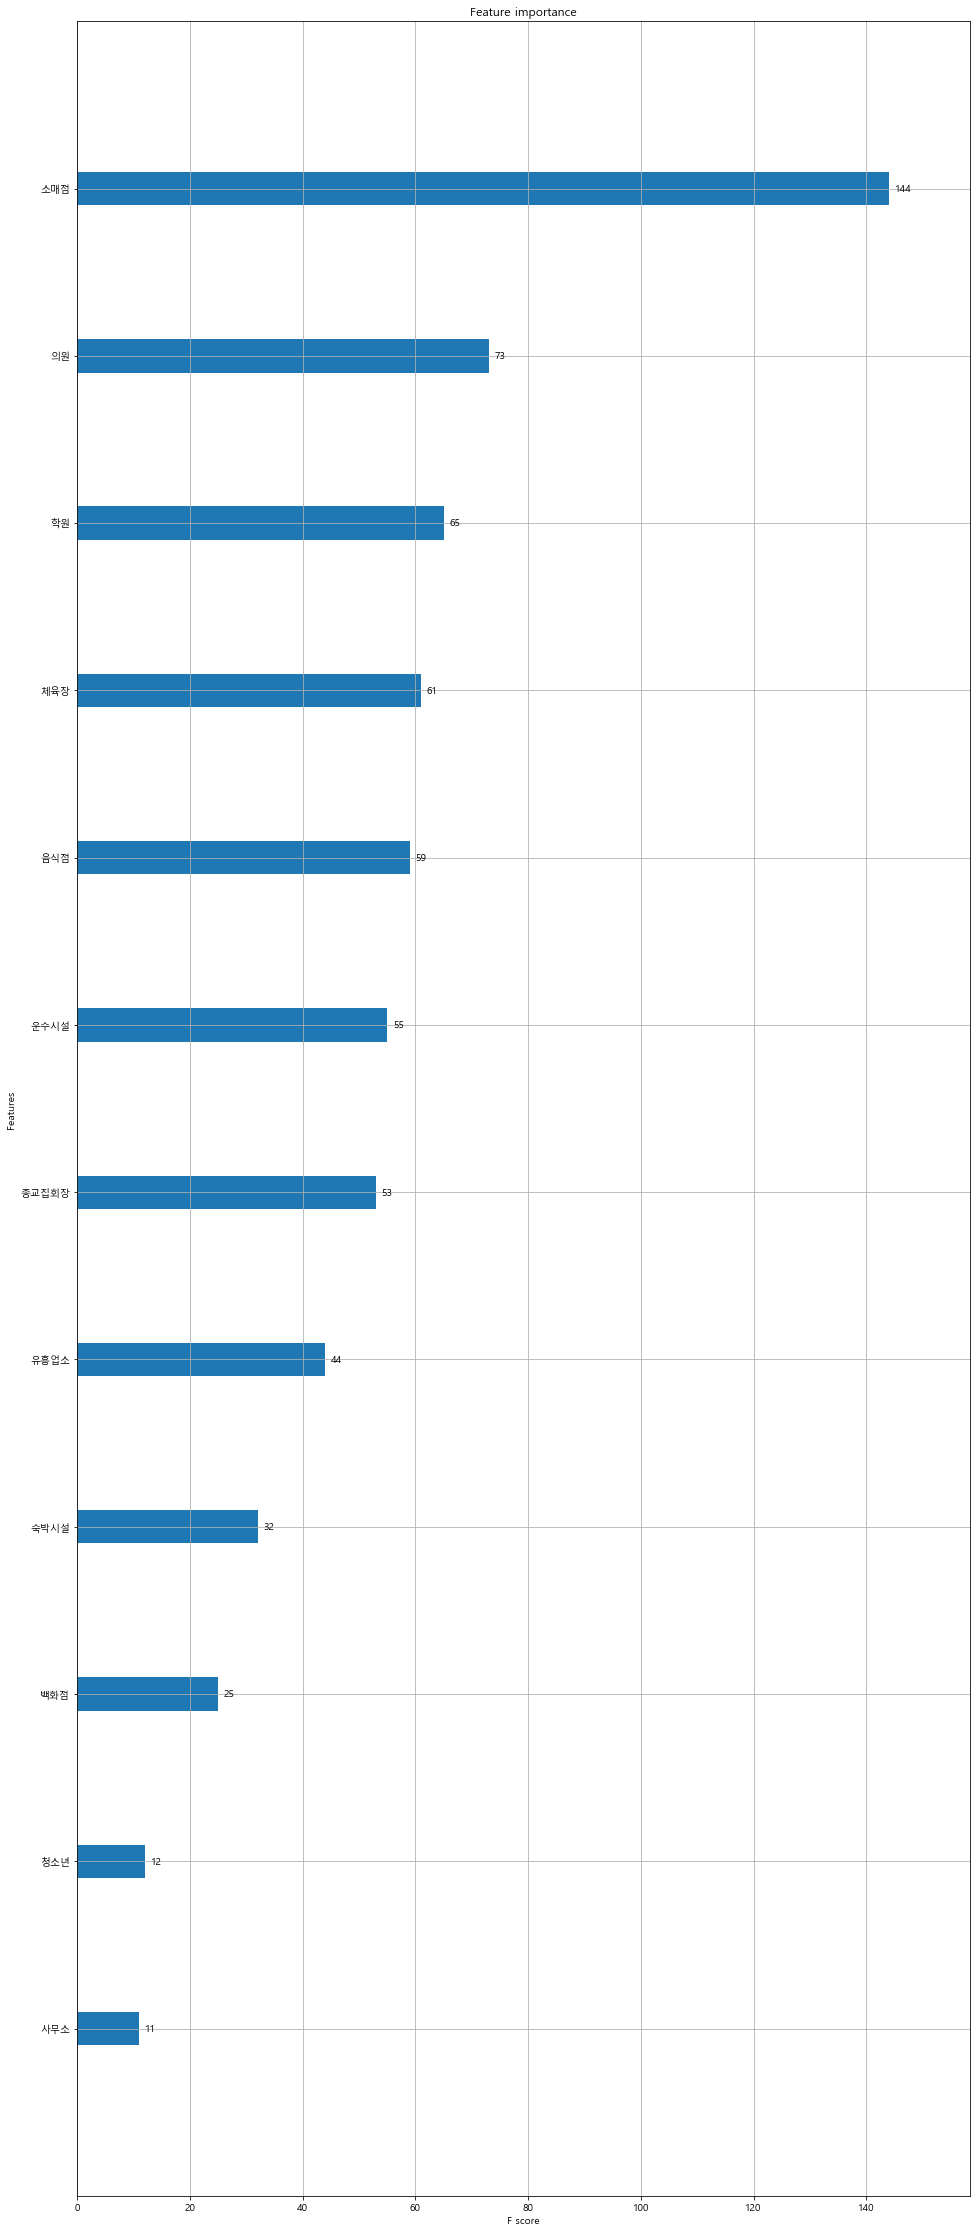 Feature importance
소매점
144
의원
73
학원
65
체육장
61
음식점
59
운수시설
55
Features
종교집회장
53
유흥업소
44
숙박시설
32
백화점
25
청소년
12
사무소
11
0 20 40 60 80 100 120 140
F score